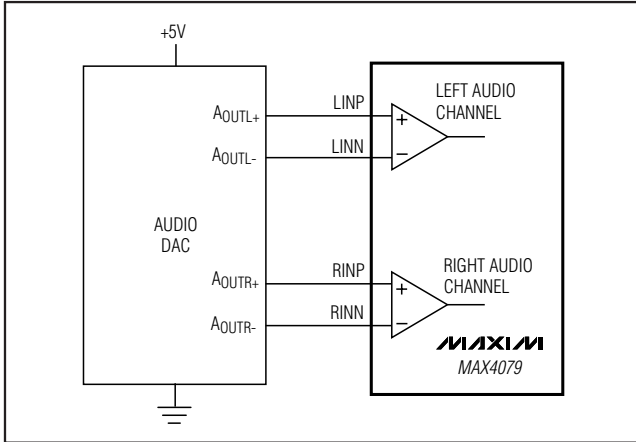 +5V
AUDIO
DAC
AOUTL+
AOUTL-
AOUTR+
AOUTR-
LINP
LINN
RINP
RINN
LEFT AUDIO
CHANNEL
+
−
RIGHT AUDIO
CHANNEL
+
−
MAXIM
MAX4079